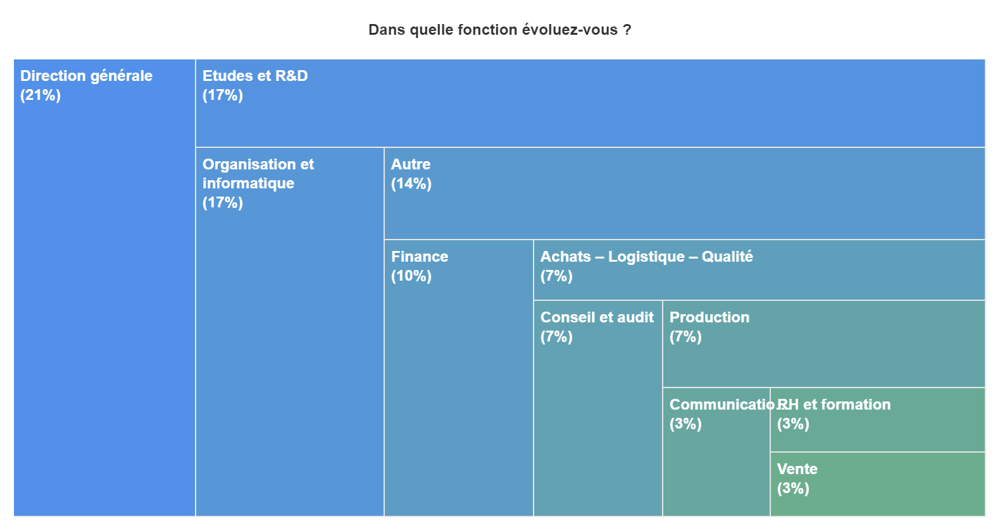 Dans quelle fonction évoluez-vous ?
Direction générale
(21%)
Etudes et R&D
(17%)
Organisation et
informatique
(17%)
Autre
(14%)
Finance
(10%)
Achats – Logistique – Qualité
(7%)
Conseil et audit
(7%)
Production
(7%)
Communicatio...
(3%)
RH et formation
(3%)
Vente
(3%)